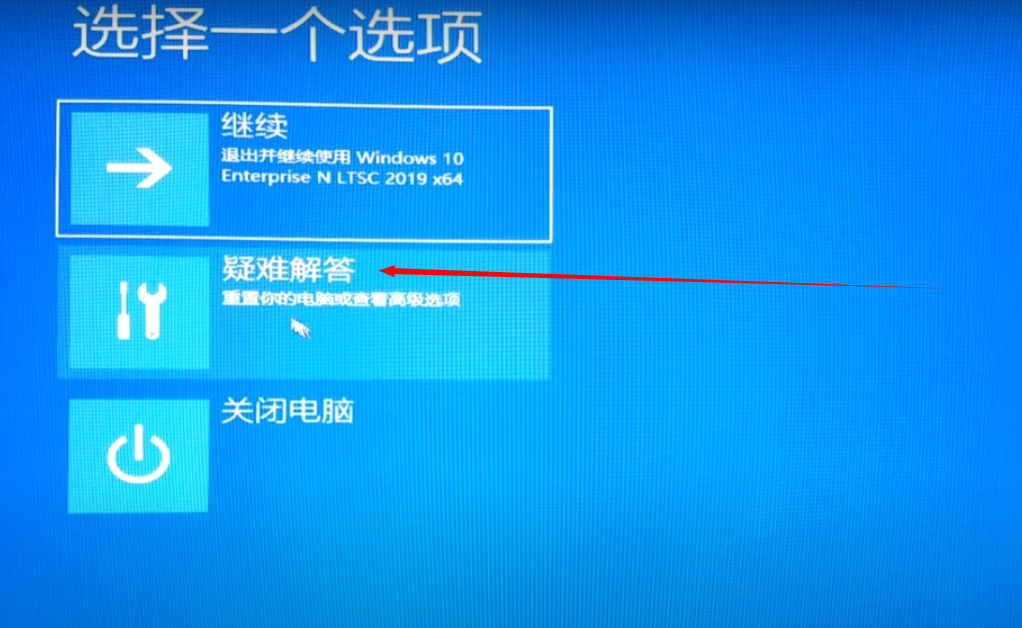 选择一个选项
继续
退出并继续使用 Windows 10
Enterprise N LTSC 2019 x64
疑难解答
重置你的电脑或查看高级选项
关闭电脑